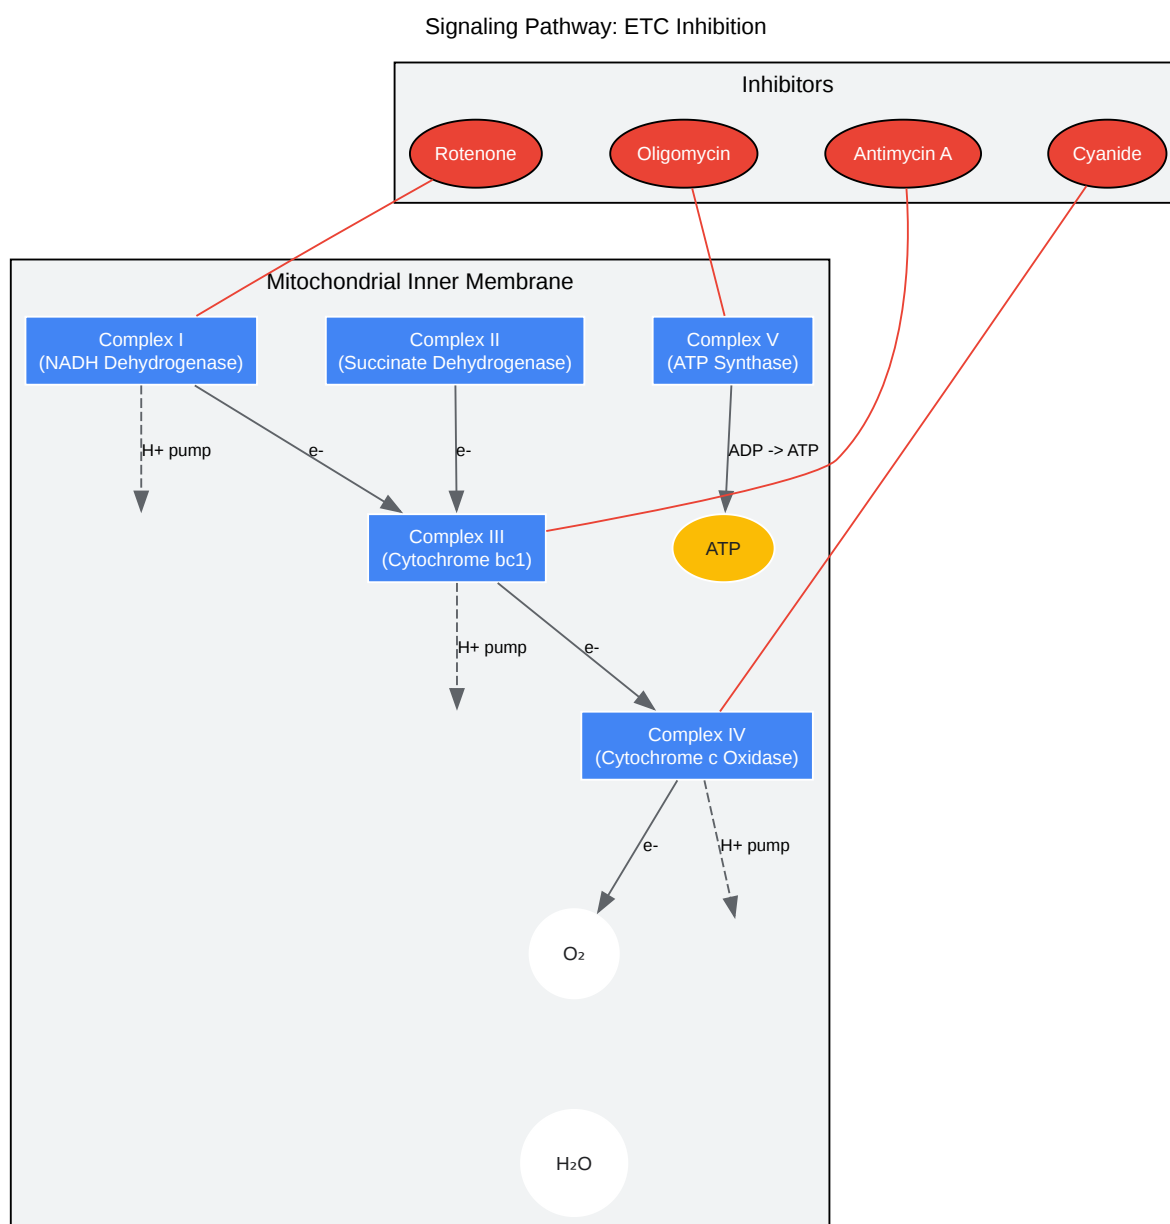 Signaling Pathway: ETC Inhibition
Inhibitors
Rotenone
Oligomycin
Antimycin A
Cyanide
Mitochondrial Inner Membrane
Complex I
(NADH Dehydrogenase)
Complex II
(Succinate Dehydrogenase)
Complex V
(ATP Synthase)
H+ pump
e-
e-
ADP -> ATP
Complex III
(Cytochrome bc1)
ATP
H+ pump
e-
Complex IV
(Cytochrome c Oxidase)
e-
H+ pump
O₂
H₂O